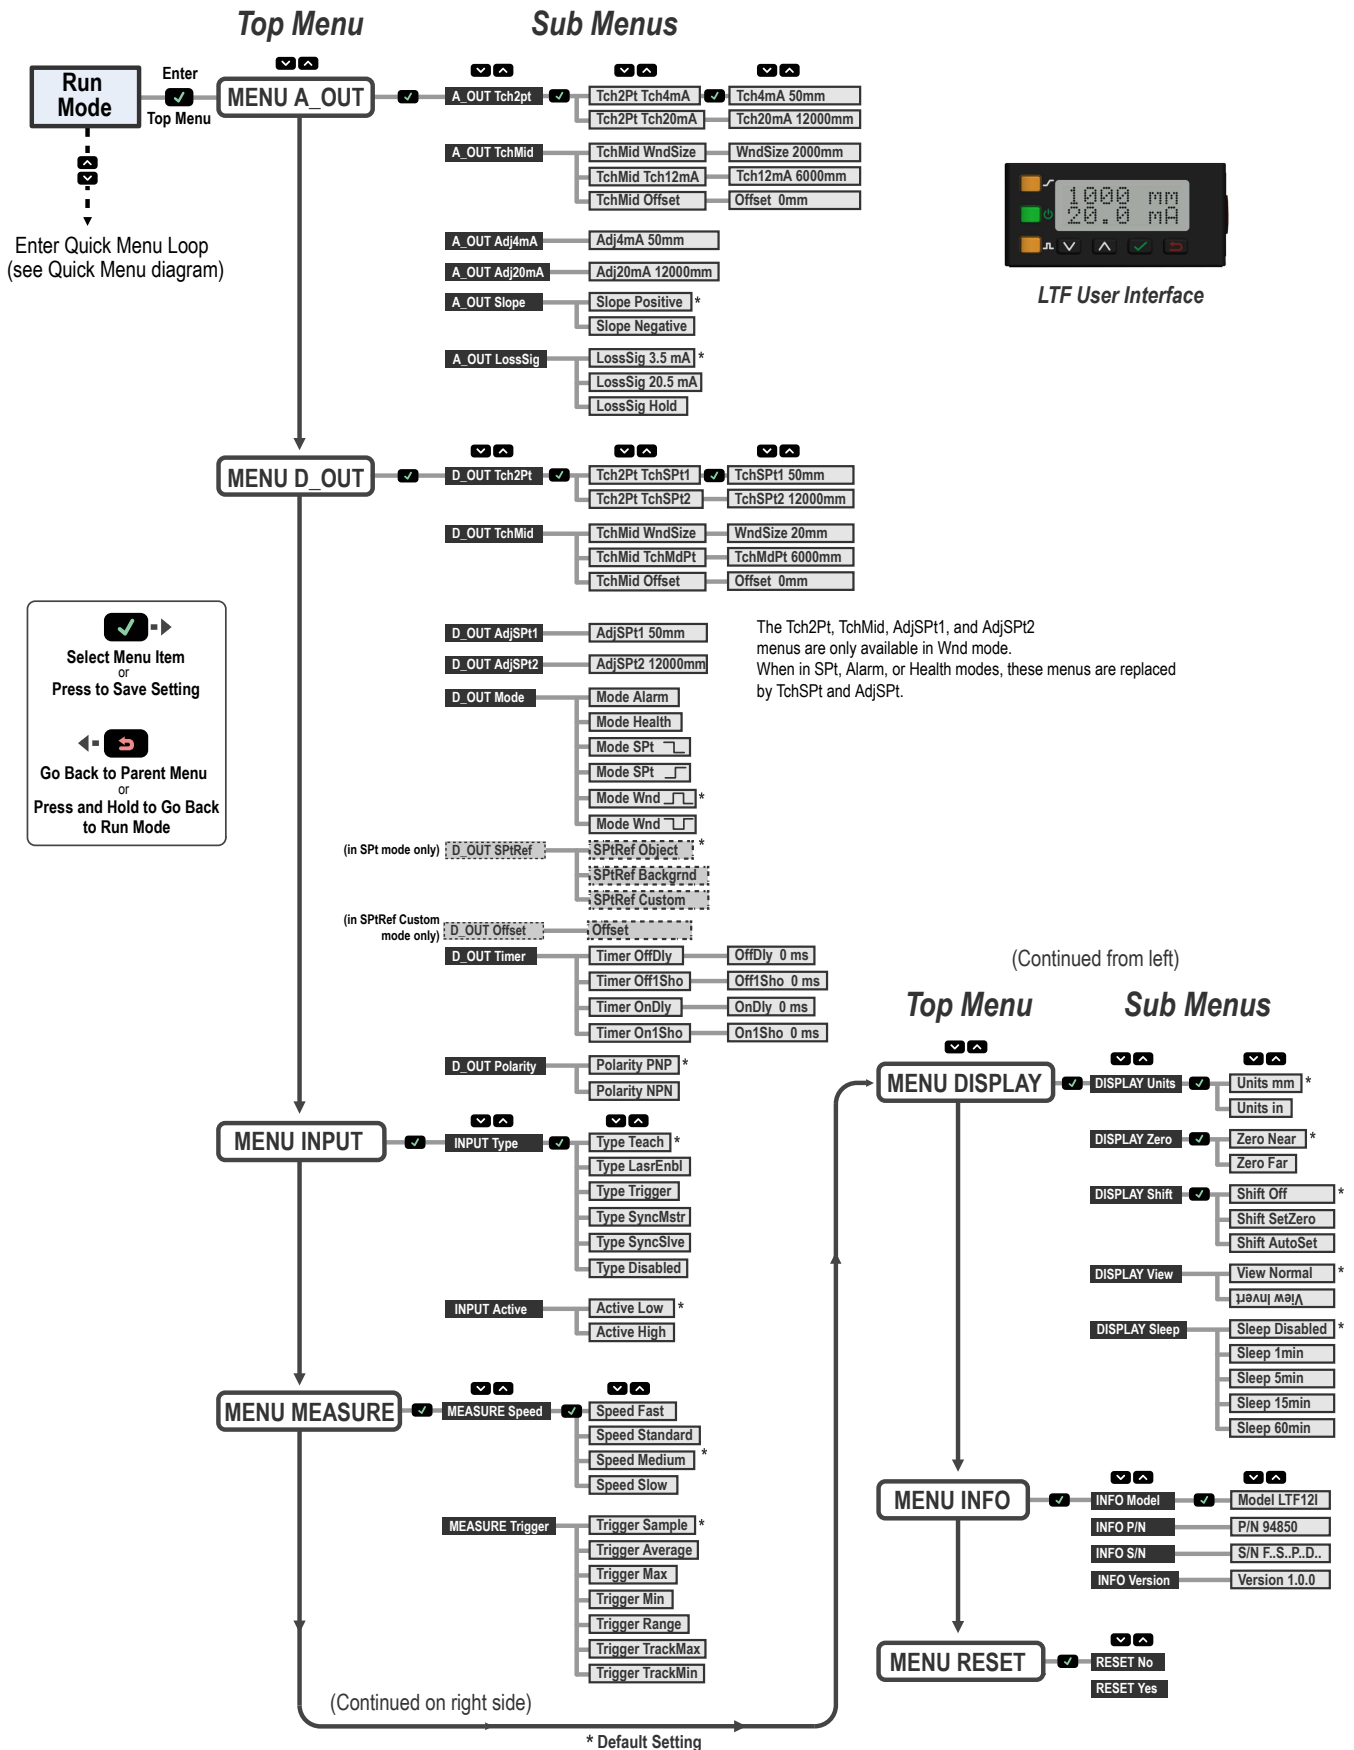 Top Menu
Sub Menus
Run
Mode
Enter
Top Menu
MENU A_OUT
A_OUT Tch2pt
Tch2Pt Tch4mA
Tch4mA 50mm
Tch2Pt Tch20mA
Tch20mA 12000mm
A_OUT TchMid
TchMid WndSize
WndSize 2000mm
TchMid Tch12mA
Tch12mA 6000mm
TchMid Offset
Offset 0mm
Enter Quick Menu Loop
(see Quick Menu diagram)
A_OUT Adj4mA
Adj4mA 50mm
A_OUT Adj20mA
Adj20mA 12000mm
A_OUT Slope
Slope Positive *
Slope Negative
A_OUT LossSig
LossSig 3.5 mA *
LossSig 20.5 mA
LossSig Hold
1000 mm
20.0 mA
LTF User Interface
MENU D_OUT
D_OUT Tch2Pt
Tch2Pt TchSPt1
TchSPt1 50mm
Tch2Pt TchSPt2
TchSPt2 12000mm
D_OUT TchMid
TchMid WndSize
WndSize 20mm
TchMid TchMdPt
TchMdPt 6000mm
TchMid Offset
Offset 0mm
Select Menu Item
or
Press to Save Setting
Go Back to Parent Menu
or
Press and Hold to Go Back
to Run Mode
D_OUT AdjSPt1
AdjSPt1 50mm
D_OUT AdjSPt2
AdjSPt2 12000mm
The Tch2Pt, TchMid, AdjSPt1, and AdjSPt2
menus are only available in Wnd mode.
When in SPt, Alarm, or Health modes, these menus are replaced
by TchSPt and AdjSPt.
D_OUT Mode
Mode Alarm
Mode Health
Mode SPt
Mode SPt
Mode Wnd *
Mode Wnd
(in SPt mode only)
D_OUT SPtRef
SPtRef Object *
SPtRef Backgrnd
SPtRef Custom
(in SPtRef Custom
mode only)
D_OUT Offset
Offset
D_OUT Timer
Timer OffDly
OffDly 0 ms
Timer Off1Sho
Off1Sho 0 ms
Timer OnDly
OnDly 0 ms
Timer On1Sho
On1Sho 0 ms
D_OUT Polarity
Polarity PNP *
Polarity NPN
MENU INPUT
INPUT Type
Type Teach *
Type LasrEnbl
Type Trigger
Type SyncMstr
Type SyncSlve
Type Disabled
INPUT Active
Active Low *
Active High
MENU MEASURE
MEASURE Speed
Speed Fast
Speed Standard
Speed Medium *
Speed Slow
MEASURE Trigger
Trigger Sample *
Trigger Average
Trigger Max
Trigger Min
Trigger Range
Trigger TrackMax
Trigger TrackMin
(Continued on right side)
* Default Setting
(Continued from left)
Top Menu
Sub Menus
MENU DISPLAY
DISPLAY Units
Units mm *
Units in
DISPLAY Zero
Zero Near *
Zero Far
DISPLAY Shift
Shift Off *
Shift SetZero
Shift AutoSet
DISPLAY View
View Normal *
View Invert
DISPLAY Sleep
Sleep Disabled *
Sleep 1min
Sleep 5min
Sleep 15min
Sleep 60min
MENU INFO
INFO Model
Model LTF12I
INFO P/N
P/N 94850
INFO S/N
S/N F..S..P..D..
INFO Version
Version 1.0.0
MENU RESET
RESET No
RESET Yes